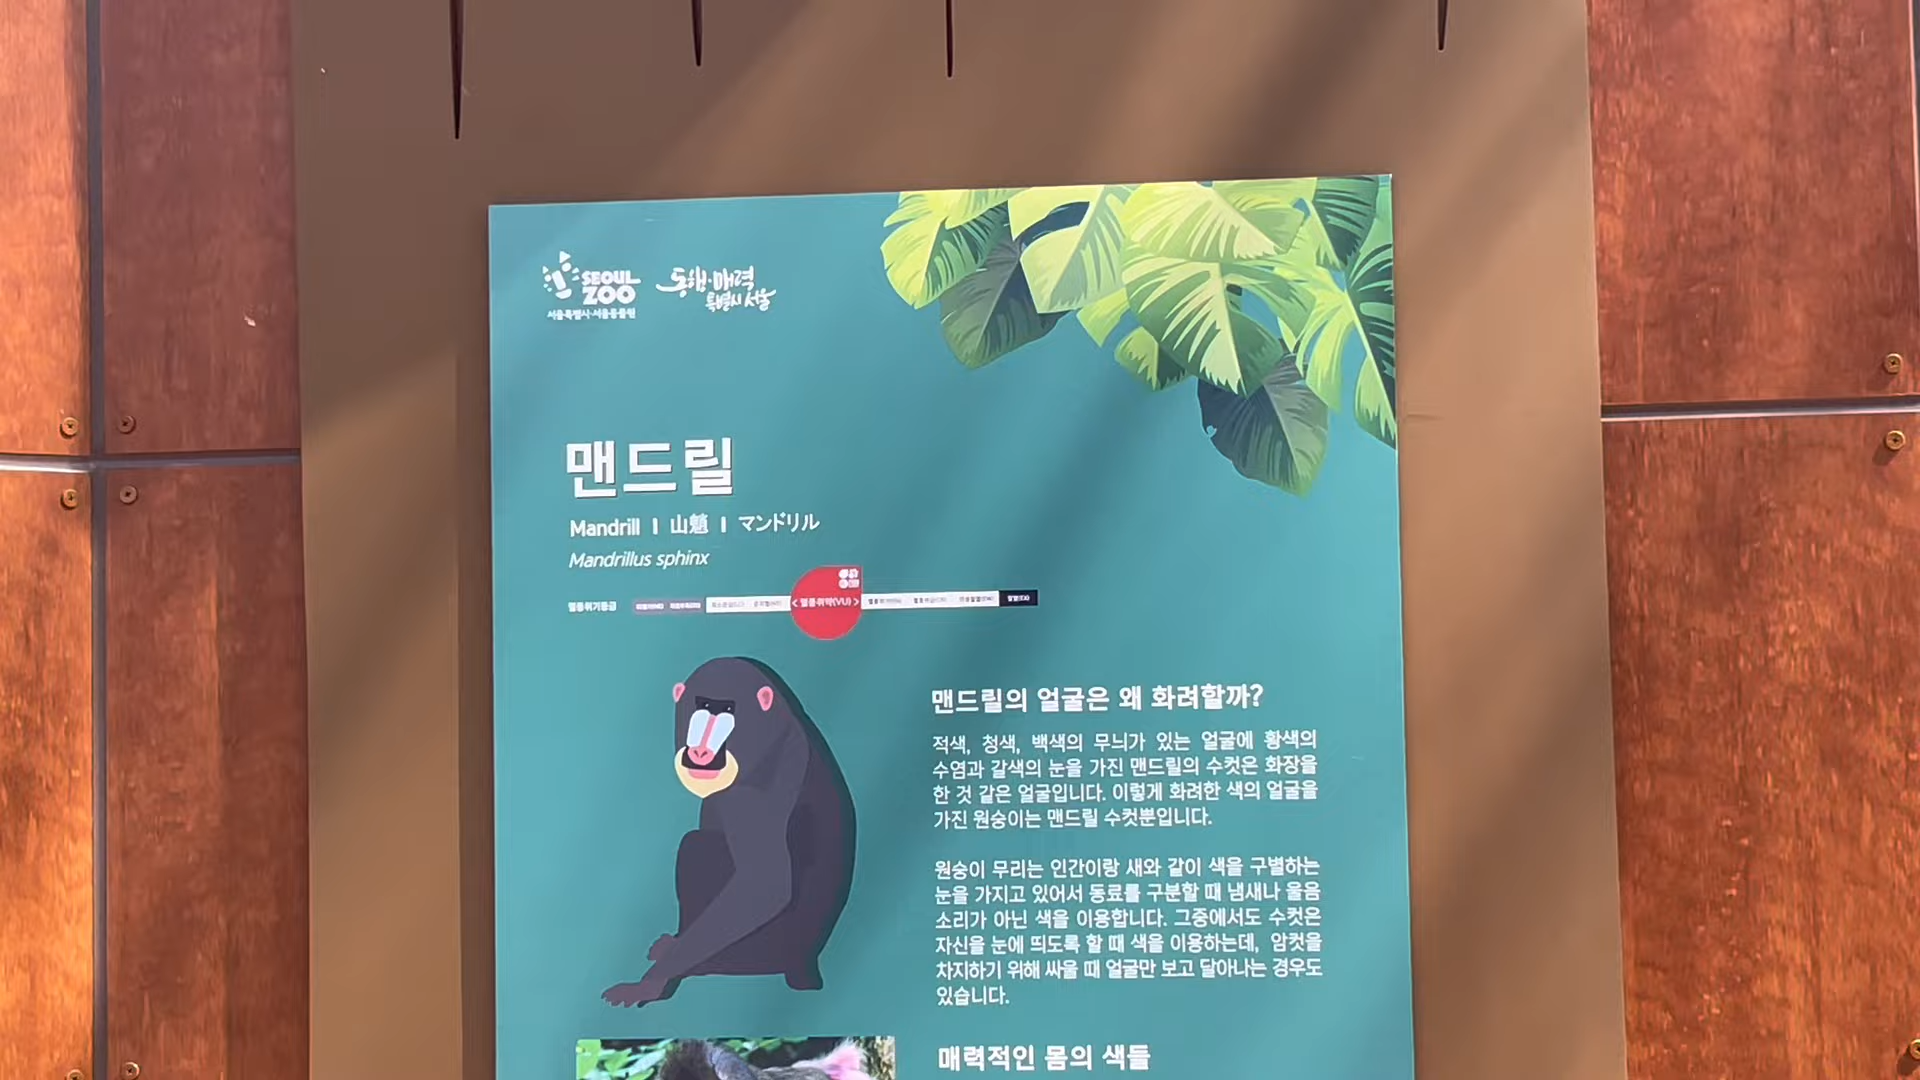 SEOUL
ZOO
서울특별시·서울동물원
동행·매력
특별시 서울
맨드릴
Mandrill I 山魈 I マンドリル
Mandrillus sphinx
멸종위기등급
<멸종취약(VU)>
맨드릴의 얼굴은 왜 화려할까?
적색, 청색, 백색의 무늬가 있는 얼굴에 황색의
수염과 갈색의 눈을 가진 맨드릴의 수컷은 화장을
한 것 같은 얼굴입니다. 이렇게 화려한 색의 얼굴을
가진 원숭이는 맨드릴 수컷뿐입니다.
원숭이 무리는 인간이랑 새와 같이 색을 구별하는
눈을 가지고 있어서 동료를 구분할 때 냄새나 울음
소리가 아닌 색을 이용합니다. 그중에서도 수컷은
자신을 눈에 띄도록 할 때 색을 이용하는데, 암컷을
차지하기 위해 싸울 때 얼굴만 보고 달아나는 경우도
있습니다.
매력적인 몸의 색들